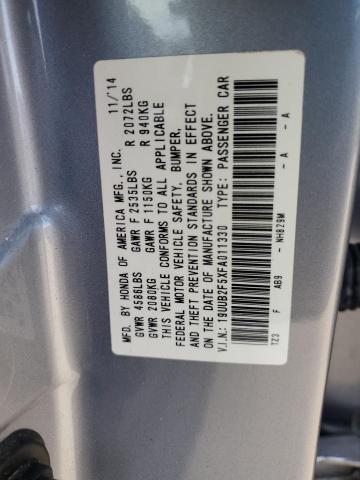 MFD. BY HONDA OF AMERICA MFG., INC. 11/14
GVWR 4586LBS GAWR F 2535LBS R 2072LBS
GVWR 2080KG GAWR F 1150KG R 940KG
THIS VEHICLE CONFORMS TO ALL APPLICABLE
FEDERAL MOTOR VEHICLE SAFETY, BUMPER,
AND THEFT PREVENTION STANDARDS IN EFFECT
ON THE DATE OF MANUFACTURE SHOWN ABOVE.
V.I.N.: 19UUB2F5XFA011330 TYPE: PASSENGER CAR
TZ3 F AB9 - NH829M - A - A